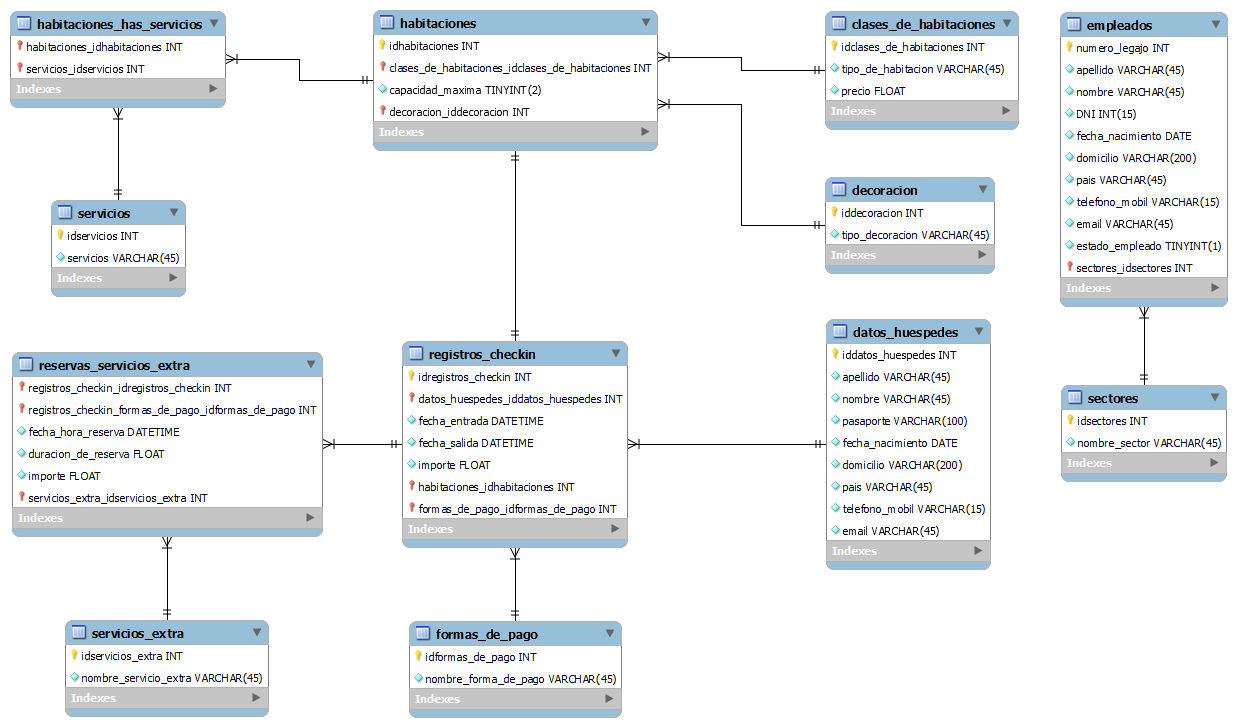 habitaciones_has_servicios
habitaciones_idhabitaciones INT
servicios_idservicios INT
Indexes
habitaciones
idhabitaciones INT
clases_de_habitaciones_idclases_de_habitaciones INT
capacidad_maxima TINYINT(2)
decoracion_iddecoracion INT
Indexes
clases_de_habitaciones
idclases_de_habitaciones INT
tipo_de_habitacion VARCHAR(45)
precio FLOAT
Indexes
empleados
numero_legajo INT
apellido VARCHAR(45)
nombre VARCHAR(45)
DNI INT(15)
fecha_nacimiento DATE
domicilio VARCHAR(200)
pais VARCHAR(45)
telefono_mobil VARCHAR(15)
email VARCHAR(45)
estado_empleado TINYINT(1)
sectores_idsectores INT
Indexes
servicios
idservicios INT
servicios VARCHAR(45)
Indexes
decoracion
iddecoracion INT
tipo_decoracion VARCHAR(45)
Indexes
reservas_servicios_extra
registros_checkin_idregistros_checkin INT
registros_checkin_formas_de_pago_idformas_de_pago INT
fecha_hora_reserva DATETIME
duracion_de_reserva FLOAT
importe FLOAT
servicios_extra_idservicios_extra INT
Indexes
registros_checkin
idregistros_checkin INT
datos_huespedes_iddatos_huespedes INT
fecha_entrada DATETIME
fecha_salida DATETIME
importe FLOAT
habitaciones_idhabitaciones INT
formas_de_pago_idformas_de_pago INT
Indexes
datos_huespedes
iddatos_huespedes INT
apellido VARCHAR(45)
nombre VARCHAR(45)
pasaporte VARCHAR(100)
fecha_nacimiento DATE
domicilio VARCHAR(200)
pais VARCHAR(45)
telefono_mobil VARCHAR(15)
email VARCHAR(45)
Indexes
sectores
idsectores INT
nombre_sector VARCHAR(45)
Indexes
servicios_extra
idservicios_extra INT
nombre_servicio_extra VARCHAR(45)
Indexes
formas_de_pago
idformas_de_pago INT
nombre_forma_de_pago VARCHAR(45)
Indexes